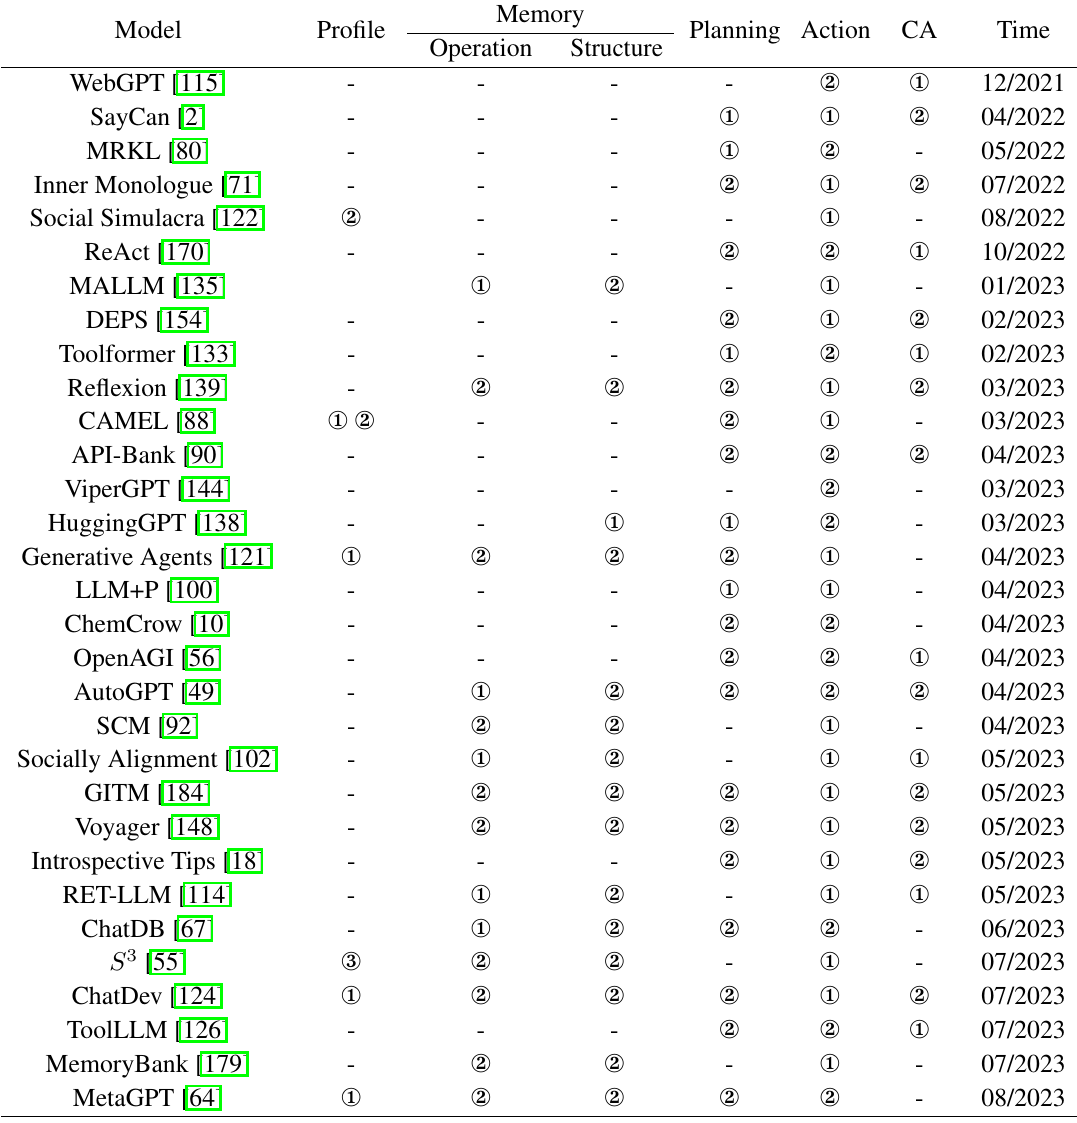 Model Profile Memory Planning Action CA Time
Operation Structure
WebGPT [115] - - - - ② ① 12/2021
SayCan [2] - - - ① ① ② 04/2022
MRKL [80] - - - ① ② - 05/2022
Inner Monologue [71] - - - ② ① ② 07/2022
Social Simulacra [122] ② - - - ① - 08/2022
ReAct [170] - - - ② ② ① 10/2022
MALLM [135] ① ② - ① - 01/2023
DEPS [154] - - - ② ① ② 02/2023
Toolformer [133] - - - ① ② ① 02/2023
Reflexion [139] - ② ② ② ① ② 03/2023
CAMEL [88] ① ② - - ② ① - 03/2023
API-Bank [90] - - - ② ② ② 04/2023
ViperGPT [144] - - - - ② - 03/2023
HuggingGPT [138] - - ① ① ② - 03/2023
Generative Agents [121] ① ② ② ② ① - 04/2023
LLM+P [100] - - - ① ① - 04/2023
ChemCrow [10] - - - ② ② - 04/2023
OpenAGI [56] - - - ② ② ① 04/2023
AutoGPT [49] - ① ② ② ② ② 04/2023
SCM [92] - ② ② - ① - 04/2023
Socially Alignment [102] - ① ② - ① ① 05/2023
GITM [184] - ② ② ② ① ② 05/2023
Voyager [148] - ② ② ② ① ② 05/2023
Introspective Tips [18] - - - ② ① ② 05/2023
RET-LLM [114] - ① ② - ① ① 05/2023
ChatDB [67] - ① ② ② ② - 06/2023
S³ [55] ③ ② ② - ① - 07/2023
ChatDev [124] ① ② ② ② ① ② 07/2023
ToolLLM [126] - - - ② ② ① 07/2023
MemoryBank [179] - ② ② - ① - 07/2023
MetaGPT [64] ① ② ② ② ② - 08/2023